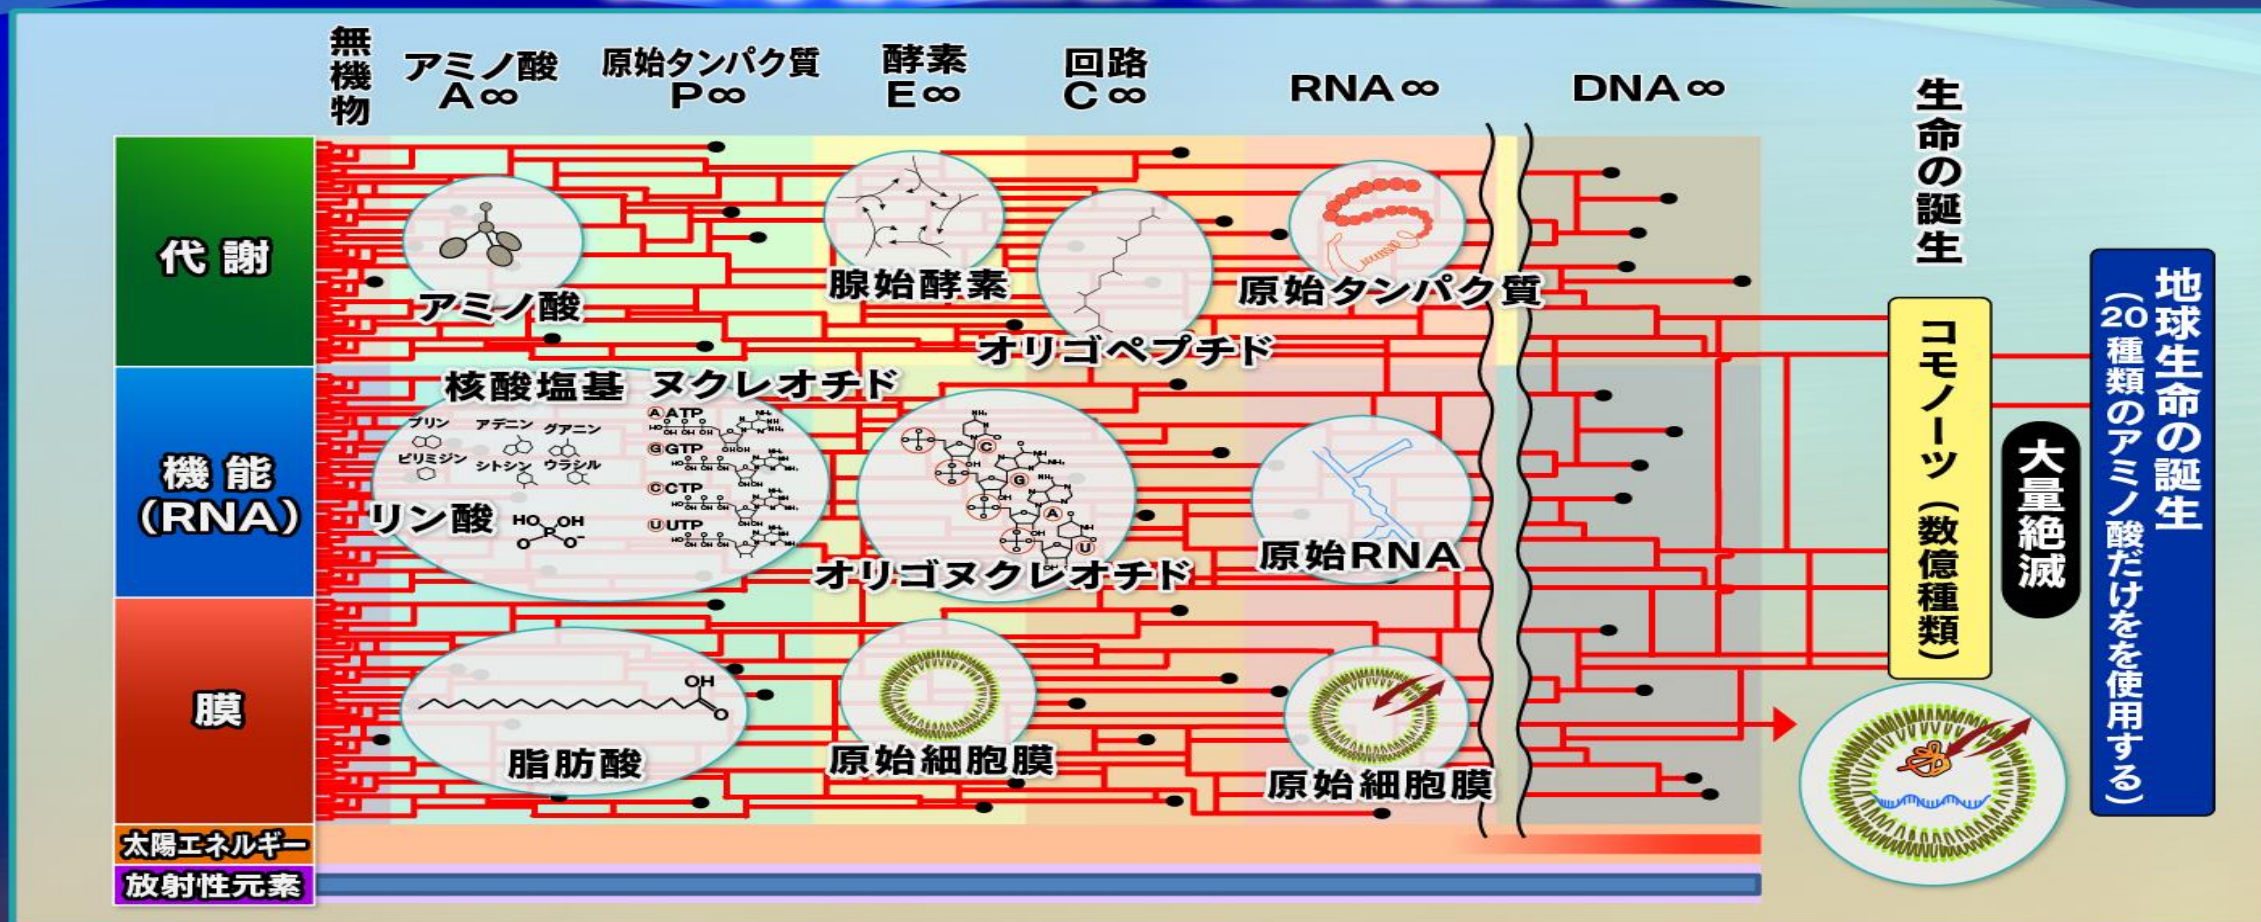 無機物
アミノ酸
A∞
原始タンパク質
P∞
酵素
E∞
回路
C∞
RNA∞
DNA∞
生命の誕生
代謝
アミノ酸
腺始酵素
オリゴペプチド
原始タンパク質
機能
(RNA)
核酸塩基 ヌクレオチド
プリン アデニン グアニン
ピリミジン シトシン ウラシル
リン酸
HO OH
P
O O⁻
A ATP
G GTP
C CTP
U UTP
C
G
A
U
オリゴヌクレオチド
原始RNA
膜
OH
O
脂肪酸
原始細胞膜
原始細胞膜
太陽エネルギー
放射性元素
コモノーツ(数億種類)
大量絶滅
地球生命の誕生
(20種類のアミノ酸だけをを使用する)